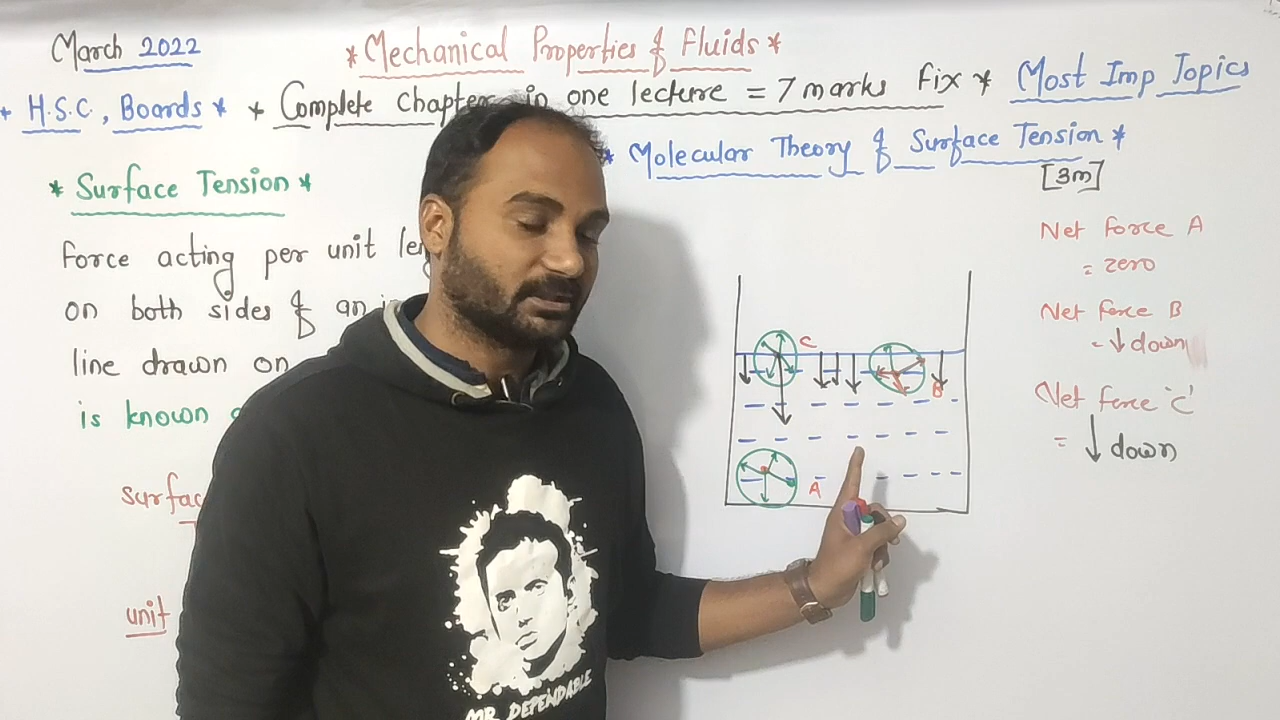 March 2022
* Mechanical Properties of Fluids *
* H.S.C., Boards * * Complete Chapter in one lecture = 7 marks Fix * Most Imp Topics
* Molecular Theory of Surface Tension *
[3m]
* Surface Tension *
Force acting per unit
on both sides of an
line drawn on
is known
surfac
unit
C
B
A
Net force A
= zero
Net force B
= ↓ down
Net force 'C'
= ↓ down
MR. DEPENDABLE